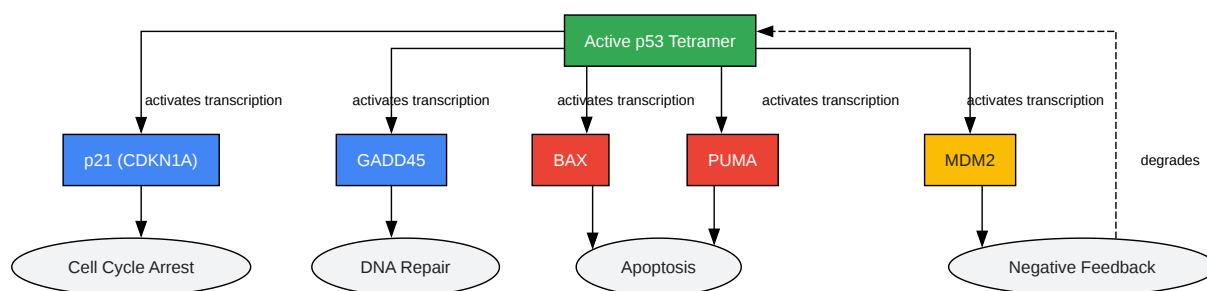 Active p53 Tetramer
activates transcription
activates transcription
activates transcription
activates transcription
activates transcription
p21 (CDKN1A)
GADD45
BAX
PUMA
MDM2
degrades
Cell Cycle Arrest
DNA Repair
Apoptosis
Negative Feedback